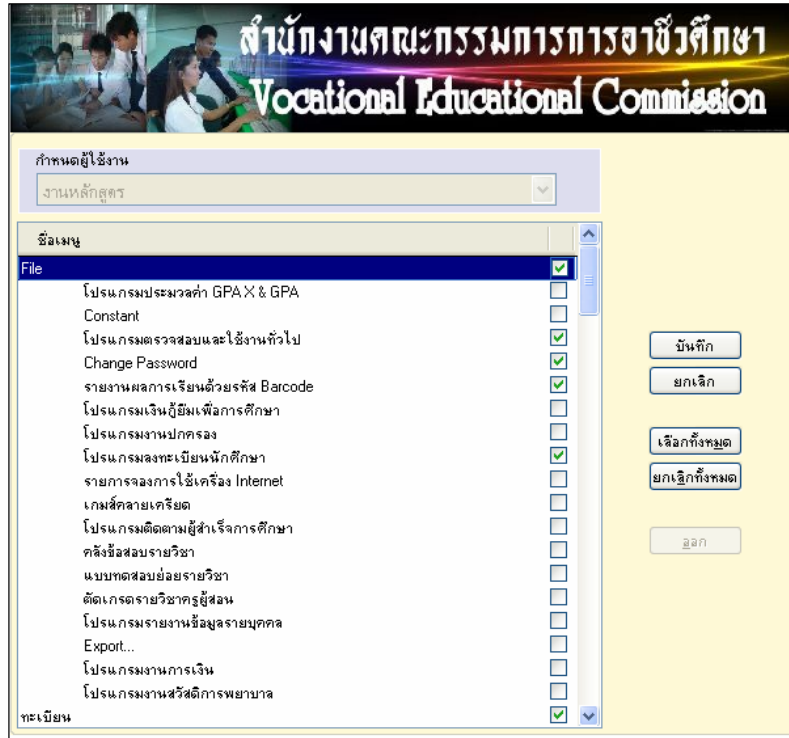 สำนักงานคณะกรรมการการอาชีวศึกษา
Vocational Educational Commission
กำหนดผู้ใช้งาน
งานหลักสูตร
ชื่อเมนู
File
โปรแกรมประมวลค่า GPA X & GPA
Constant
โปรแกรมตรวจสอบและใช้งานทั่วไป
Change Password
รายงานผลการเรียนด้วยรหัส Barcode
โปรแกรมเงินกู้ยืมเพื่อการศึกษา
โปรแกรมงานปกครอง
โปรแกรมลงทะเบียนนักศึกษา
รายการจองการใช้เครื่อง Internet
เกมส์คลายเครียด
โปรแกรมติดตามผู้สำเร็จการศึกษา
คลังข้อสอบรายวิชา
แบบทดสอบย่อยรายวิชา
ตัดเกรดรายวิชาครูผู้สอน
โปรแกรมรายงานข้อมูลรายบุคคล
Export...
โปรแกรมงานการเงิน
โปรแกรมงานสวัสดิการพยาบาล
ทะเบียน
บันทึก
ยกเลิก
เลือกทั้งหมด
ยกเลิกทั้งหมด
ออก